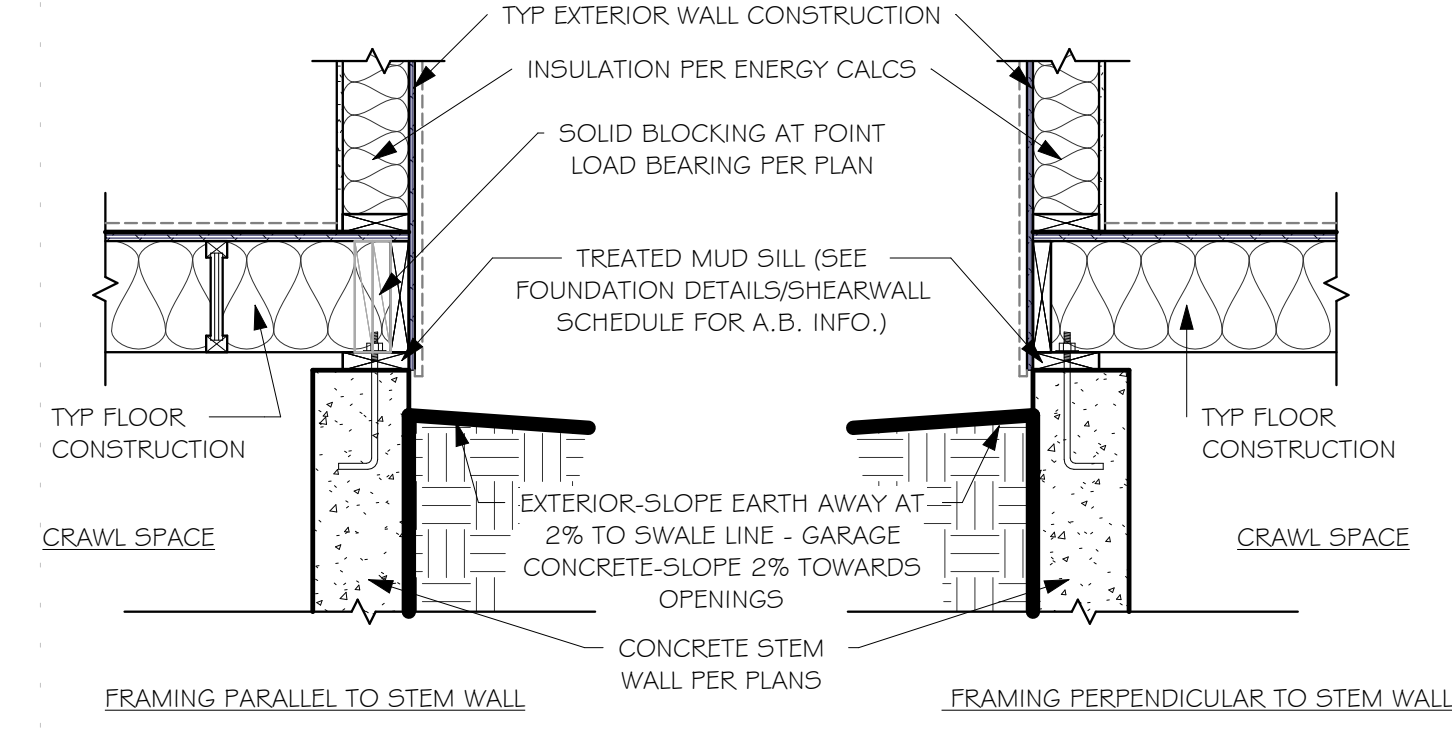 TYP EXTERIOR WALL CONSTRUCTION
INSULATION PER ENERGY CALCS
SOLID BLOCKING AT POINT
LOAD BEARING PER PLAN
TREATED MUD SILL (SEE
FOUNDATION DETAILS/SHEARWALL
SCHEDULE FOR A.B. INFO.)
TYP FLOOR
CONSTRUCTION
TYP FLOOR
CONSTRUCTION
EXTERIOR-SLOPE EARTH AWAY AT
2% TO SWALE LINE - GARAGE
CONCRETE-SLOPE 2% TOWARDS
OPENINGS
CRAWL SPACE
CRAWL SPACE
CONCRETE STEM
WALL PER PLANS
FRAMING PARALLEL TO STEM WALL
FRAMING PERPENDICULAR TO STEM WALL